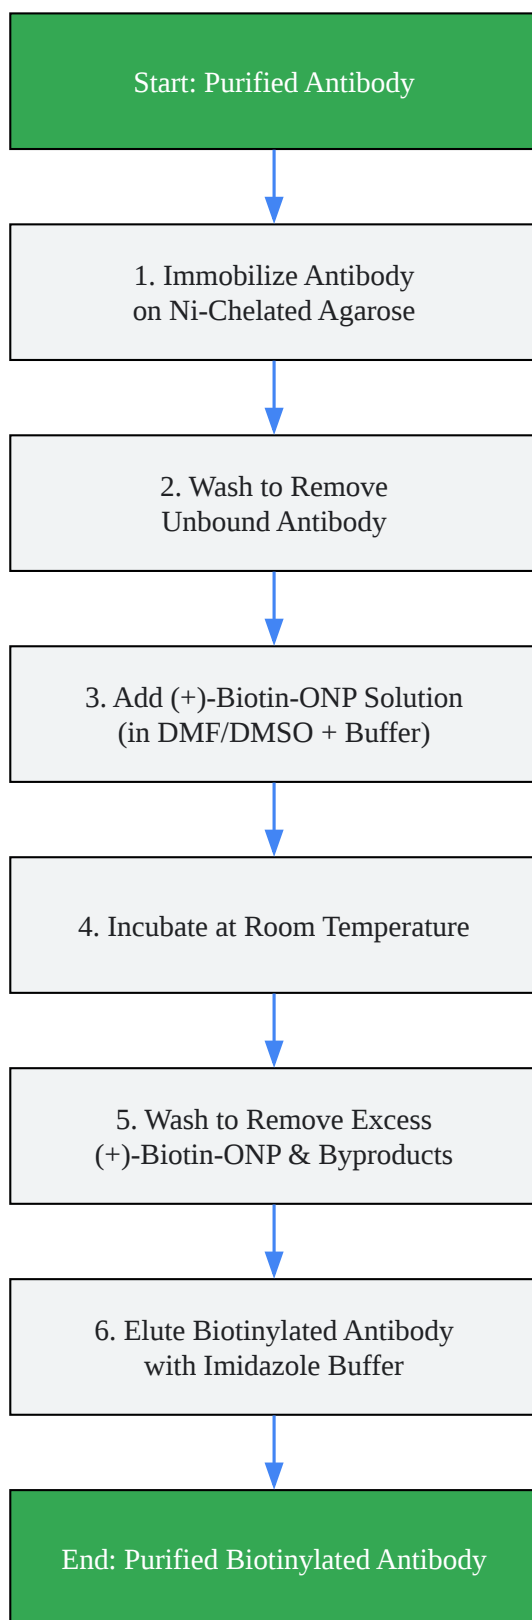 Start: Purified Antibody
1. Immobilize Antibody
on Ni-Chelated Agarose
2. Wash to Remove
Unbound Antibody
3. Add (+)-Biotin-ONP Solution
(in DMF/DMSO + Buffer)
4. Incubate at Room Temperature
5. Wash to Remove Excess
(+)-Biotin-ONP & Byproducts
6. Elute Biotinylated Antibody
with Imidazole Buffer
End: Purified Biotinylated Antibody